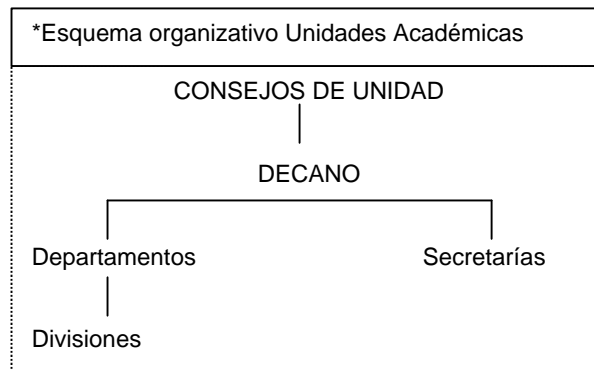 *Esquema organizativo Unidades Académicas
CONSEJOS DE UNIDAD
DECANO
Departamentos Secretarías
Divisiones